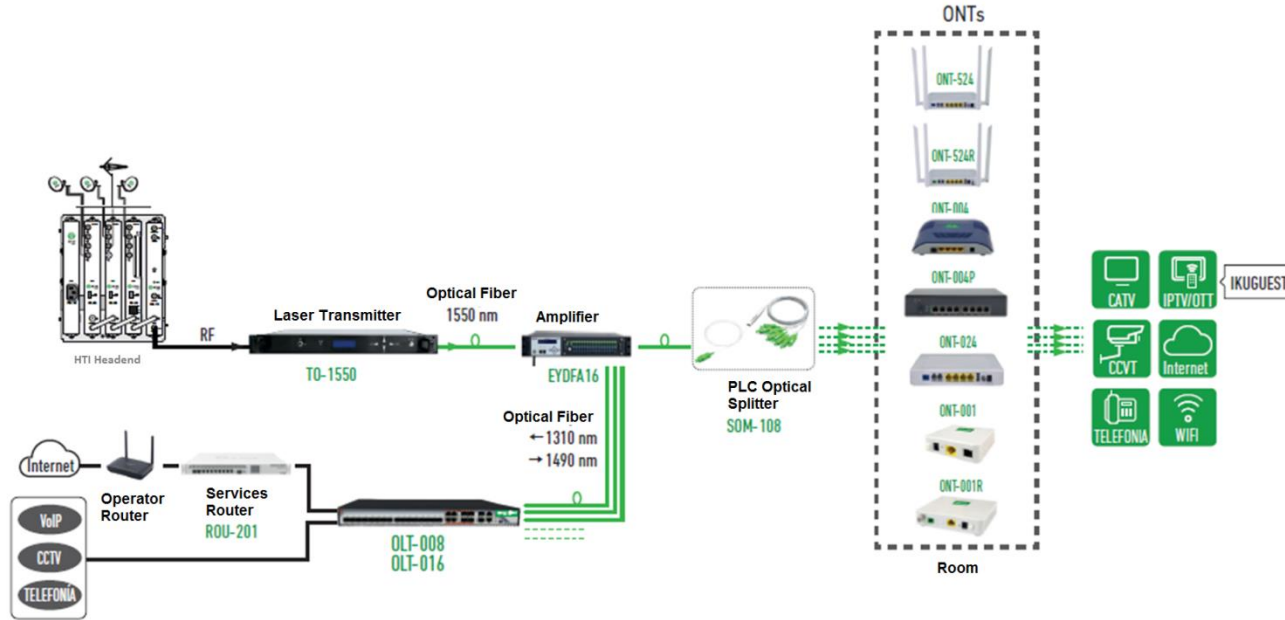 ONTs
ONT-524
ONT-524R
ONT-004
ONT-004P
ONT-024
ONT-001
ONT-001R
Room
HTI Headend
RF
Laser Transmitter
TO-1550
Optical Fiber
1550 nm
Amplifier
EYDFA16
PLC Optical
Splitter
SOM-108
Optical Fiber
←1310 nm
→1490 nm
Internet
Operator
Router
Services
Router
ROU-201
OLT-008
OLT-016
VoIP
CCTV
TELEFONÍA
CATV
IPTV/OTT
IKUGUEST
CCVT
Internet
TELEFONIA
WIFI